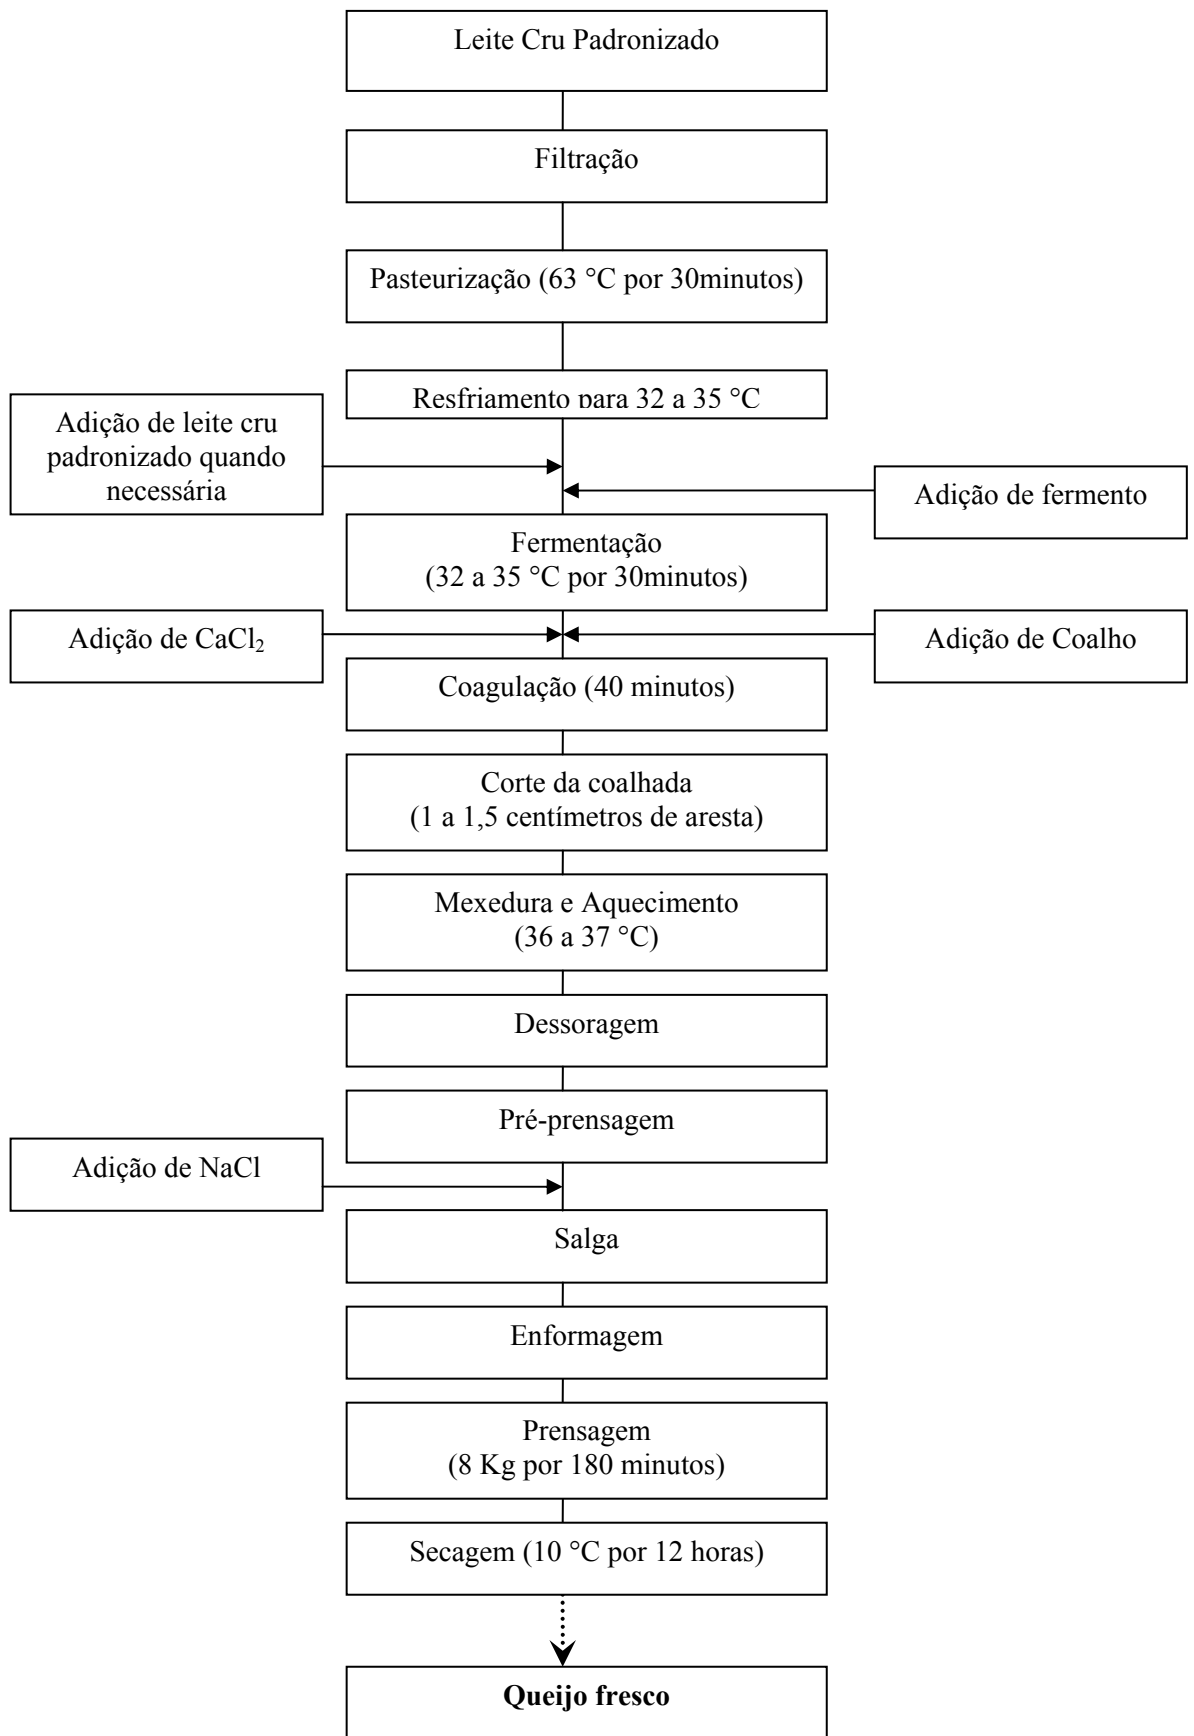 Leite Cru Padronizado
Filtração
Pasteurização (63 °C por 30minutos)
Resfriamento para 32 a 35 °C
Adição de leite cru
padronizado quando
necessária
Adição de fermento
Fermentação
(32 a 35 °C por 30minutos)
Adição de CaCl₂
Adição de Coalho
Coagulação (40 minutos)
Corte da coalhada
(1 a 1,5 centímetros de aresta)
Mexedura e Aquecimento
(36 a 37 °C)
Dessoragem
Pré-prensagem
Adição de NaCl
Salga
Enformagem
Prensagem
(8 Kg por 180 minutos)
Secagem (10 °C por 12 horas)
Queijo fresco